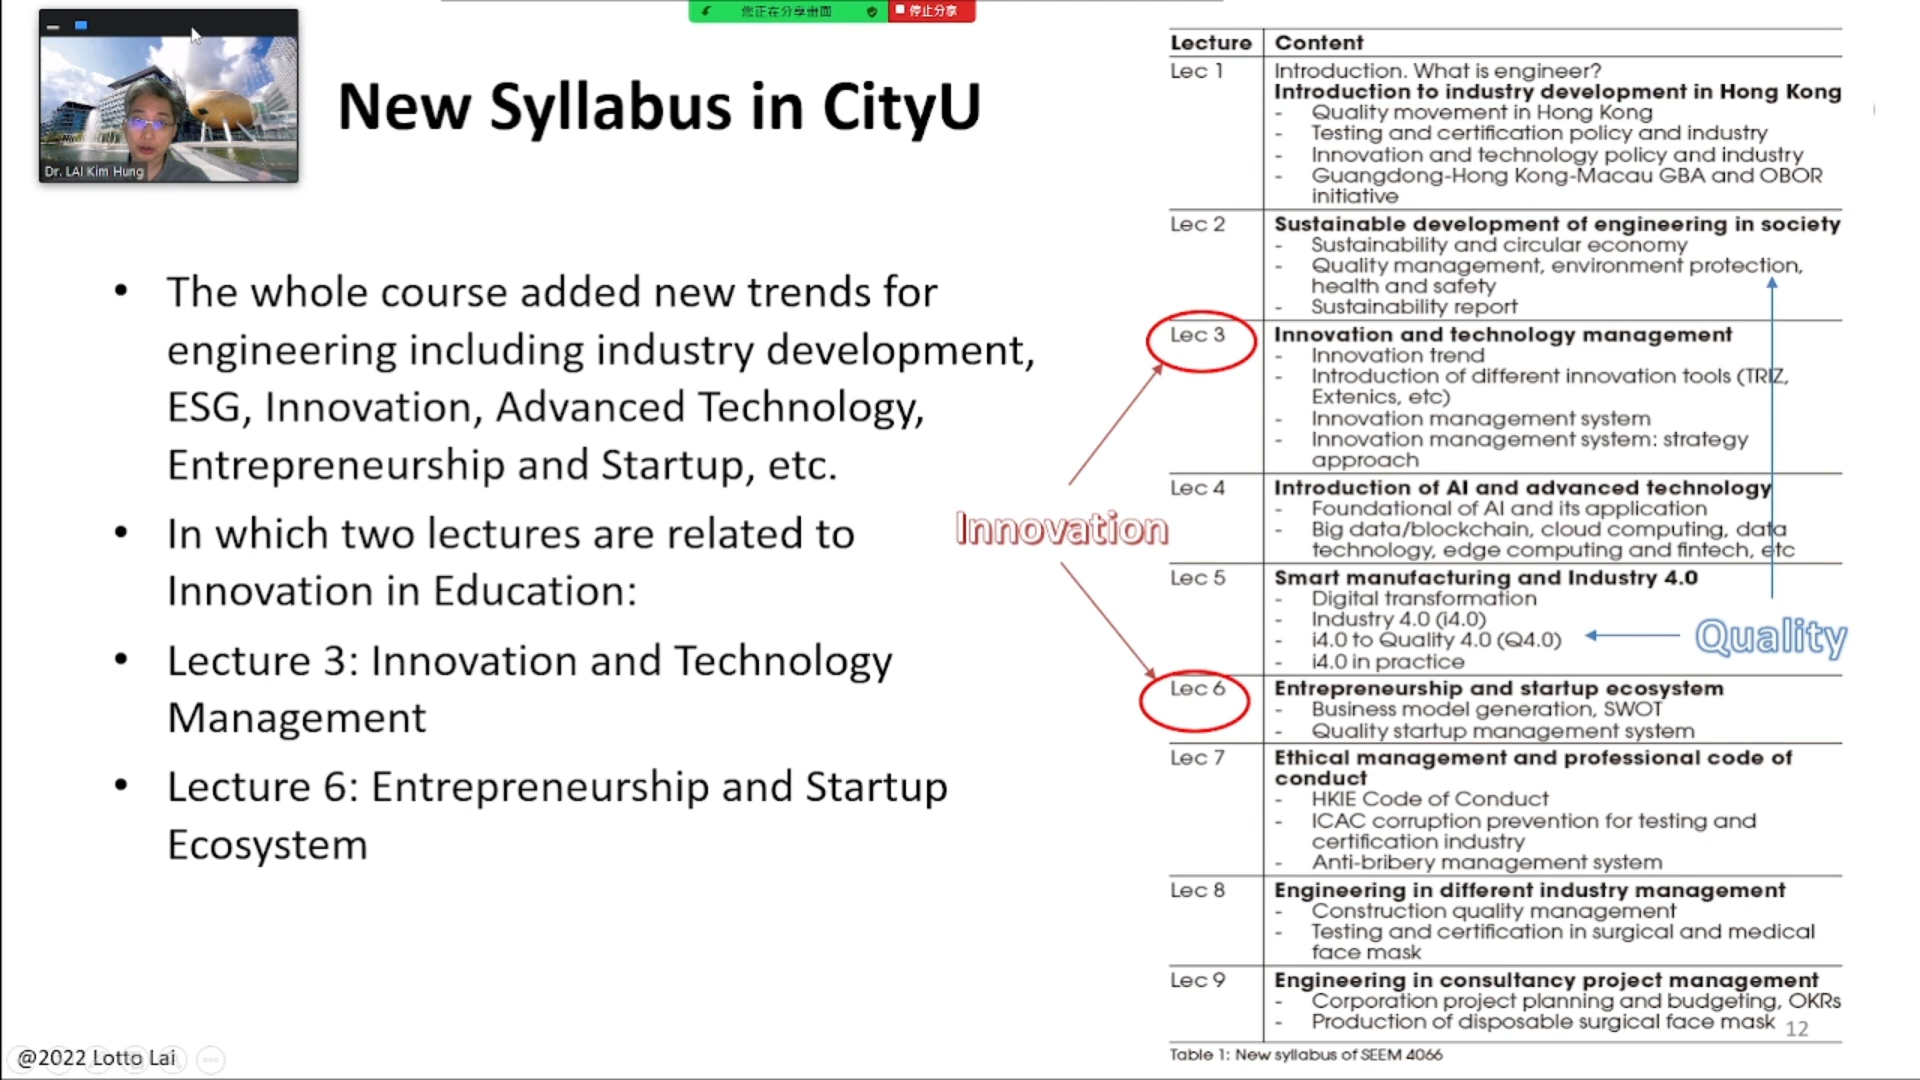 您正在分享畫面
停止分享
Dr. LAI Kim Hung
New Syllabus in CityU
• The whole course added new trends for
engineering including industry development,
ESG, Innovation, Advanced Technology,
Entrepreneurship and Startup, etc.
• In which two lectures are related to
Innovation in Education:
• Lecture 3: Innovation and Technology
Management
• Lecture 6: Entrepreneurship and Startup
Ecosystem
Innovation
Quality
Lecture Content
Lec 1 Introduction. What is engineer?
Introduction to industry development in Hong Kong
- Quality movement in Hong Kong
- Testing and certification policy and industry
- Innovation and technology policy and industry
- Guangdong-Hong Kong-Macau GBA and OBOR
initiative
Lec 2 Sustainable development of engineering in society
- Sustainability and circular economy
- Quality management, environment protection,
health and safety
- Sustainability report
Lec 3 Innovation and technology management
- Innovation trend
- Introduction of different innovation tools (TRIZ,
Extenics, etc)
- Innovation management system
- Innovation management system: strategy
approach
Lec 4 Introduction of AI and advanced technology
- Foundational of AI and its application
- Big data/blockchain, cloud computing, data
technology, edge computing and fintech, etc
Lec 5 Smart manufacturing and Industry 4.0
- Digital transformation
- Industry 4.0 (i4.0)
- i4.0 to Quality 4.0 (Q4.0)
- i4.0 in practice
Lec 6 Entrepreneurship and startup ecosystem
- Business model generation, SWOT
- Quality startup management system
Lec 7 Ethical management and professional code of
conduct
- HKIE Code of Conduct
- ICAC corruption prevention for testing and
certification industry
- Anti-bribery management system
Lec 8 Engineering in different industry management
- Construction quality management
- Testing and certification in surgical and medical
face mask
Lec 9 Engineering in consultancy project management
- Corporation project planning and budgeting, OKRs
- Production of disposable surgical face mask
12
Table 1: New syllabus of SEEM 4066
@2022 Lotto Lai